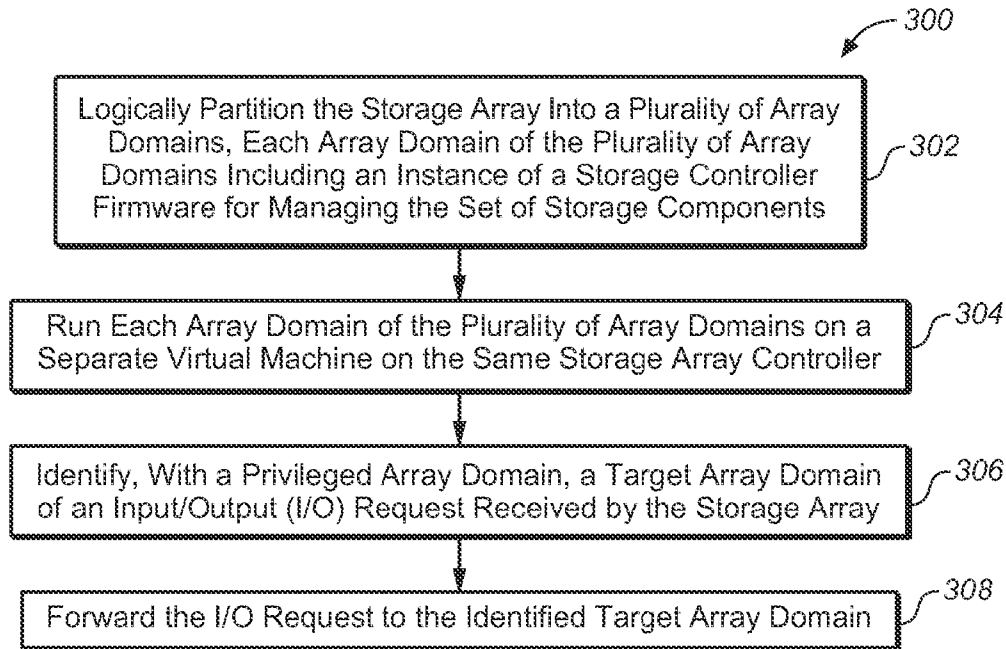 300
Logically Partition the Storage Array Into a Plurality of Array
Domains, Each Array Domain of the Plurality of Array
Domains Including an Instance of a Storage Controller
Firmware for Managing the Set of Storage Components
302
Run Each Array Domain of the Plurality of Array Domains on a
Separate Virtual Machine on the Same Storage Array Controller
304
Identify, With a Privileged Array Domain, a Target Array Domain
of an Input/Output (I/O) Request Received by the Storage Array
306
Forward the I/O Request to the Identified Target Array Domain
308